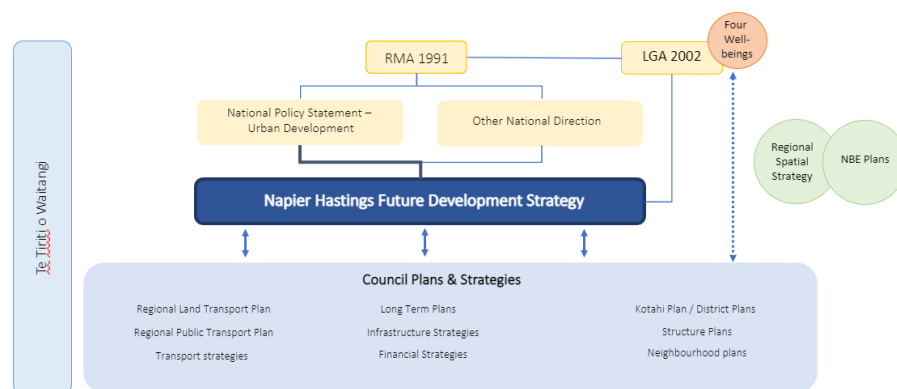 Four
Well-
beings
RMA 1991
LGA 2002
National Policy Statement –
Urban Development
Other National Direction
Regional
Spatial
Strategy
NBE Plans
Te Tiriti o Waitangi
Napier Hastings Future Development Strategy
Council Plans & Strategies
Regional Land Transport Plan
Regional Public Transport Plan
Transport strategies
Long Term Plans
Infrastructure Strategies
Financial Strategies
Kotahi Plan / District Plans
Structure Plans
Neighbourhood plans